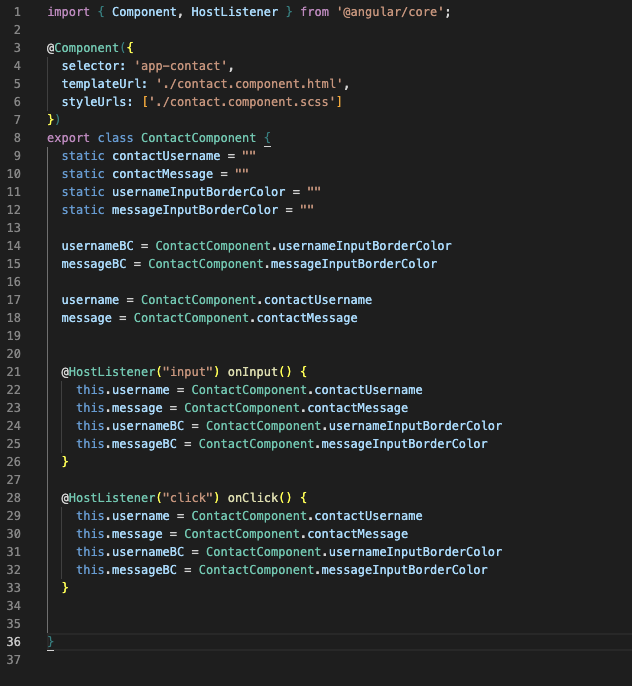 1 import { Component, HostListener } from '@angular/core';
2
3 @Component({
4   selector: 'app-contact',
5   templateUrl: './contact.component.html',
6   styleUrls: ['./contact.component.scss']
7 })
8 export class ContactComponent {
9   static contactUsername = ""
10   static contactMessage = ""
11   static usernameInputBorderColor = ""
12   static messageInputBorderColor = ""
13
14   usernameBC = ContactComponent.usernameInputBorderColor
15   messageBC = ContactComponent.messageInputBorderColor
16
17   username = ContactComponent.contactUsername
18   message = ContactComponent.contactMessage
19
20
21   @HostListener("input") onInput() {
22     this.username = ContactComponent.contactUsername
23     this.message = ContactComponent.contactMessage
24     this.usernameBC = ContactComponent.usernameInputBorderColor
25     this.messageBC = ContactComponent.messageInputBorderColor
26   }
27
28   @HostListener("click") onClick() {
29     this.username = ContactComponent.contactUsername
30     this.message = ContactComponent.contactMessage
31     this.usernameBC = ContactComponent.usernameInputBorderColor
32     this.messageBC = ContactComponent.messageInputBorderColor
33   }
34
35
36 }
37